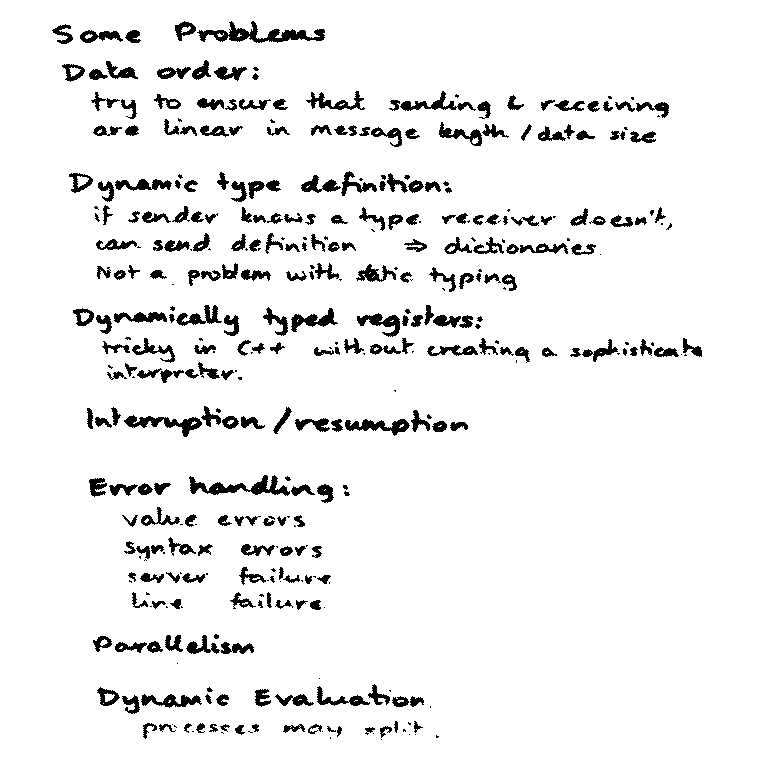 Some Problems
Data order:
try to ensure that sending & receiving
are linear in message length / data size
Dynamic type definition:
if sender knows a type receiver doesn't,
can send definition ⇒ dictionaries
Not a problem with static typing
Dynamically typed registers:
tricky in C++ without creating a sophisticate
interpreter.
Interruption / resumption
Error handling:
value errors
syntax errors
server failure
line failure
Parallelism
Dynamic Evaluation
processes may split.